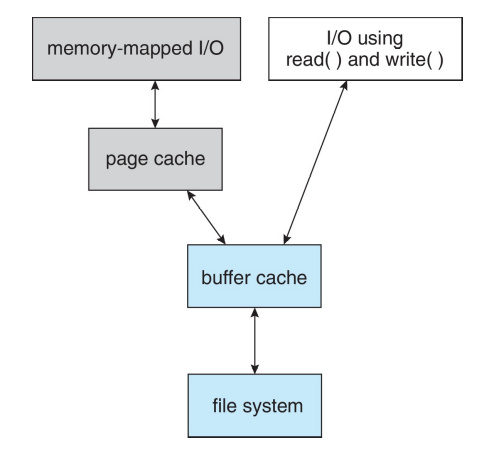 memory-mapped I/O
I/O using
read( ) and write( )
page cache
buffer cache
file system